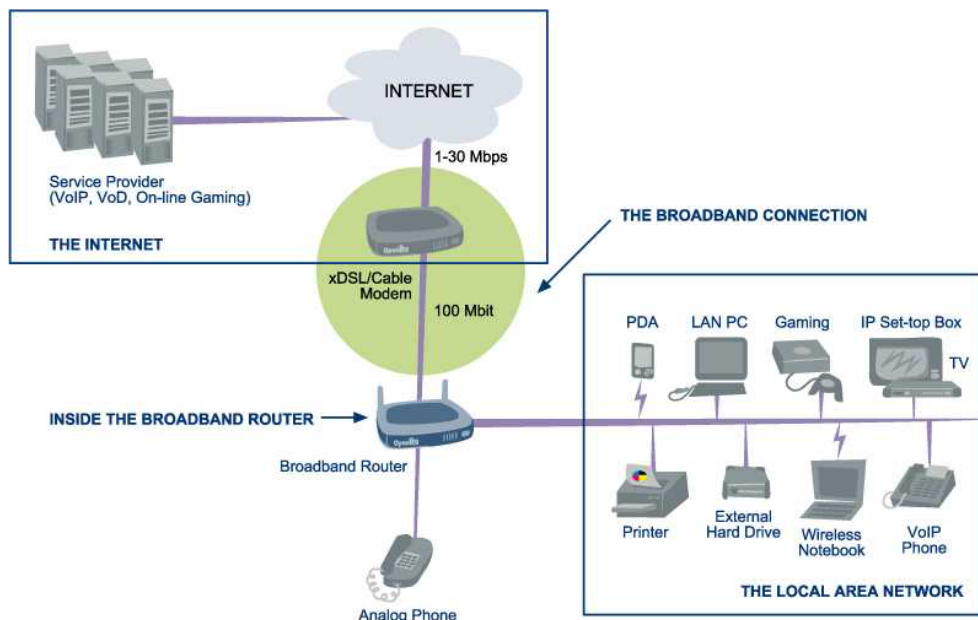 INTERNET
1-30 Mbps
Service Provider
(VoIP, VoD, On-line Gaming)
THE INTERNET
THE BROADBAND CONNECTION
xDSL/Cable
Modem
100 Mbit
PDA
LAN PC
Gaming
IP Set-top Box
TV
INSIDE THE BROADBAND ROUTER
Broadband Router
Printer
External
Hard Drive
Wireless
Notebook
VoIP
Phone
THE LOCAL AREA NETWORK
Analog Phone